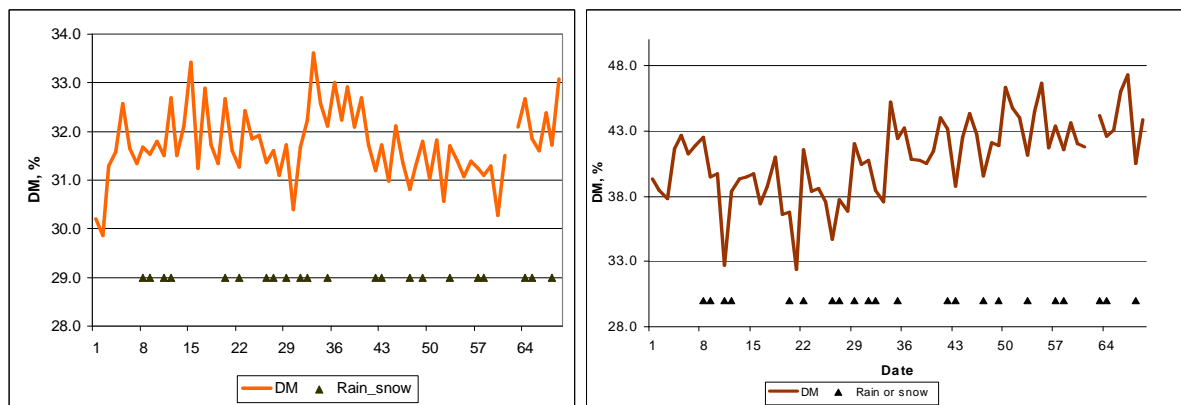 34.0
33.0
32.0
31.0
30.0
29.0
28.0
DM, %
1 8 15 22 29 36 43 50 57 64
DM Rain_snow
48.0
43.0
38.0
33.0
28.0
DM, %
1 8 15 22 29 36 43 50 57 64
Date
DM Rain or snow